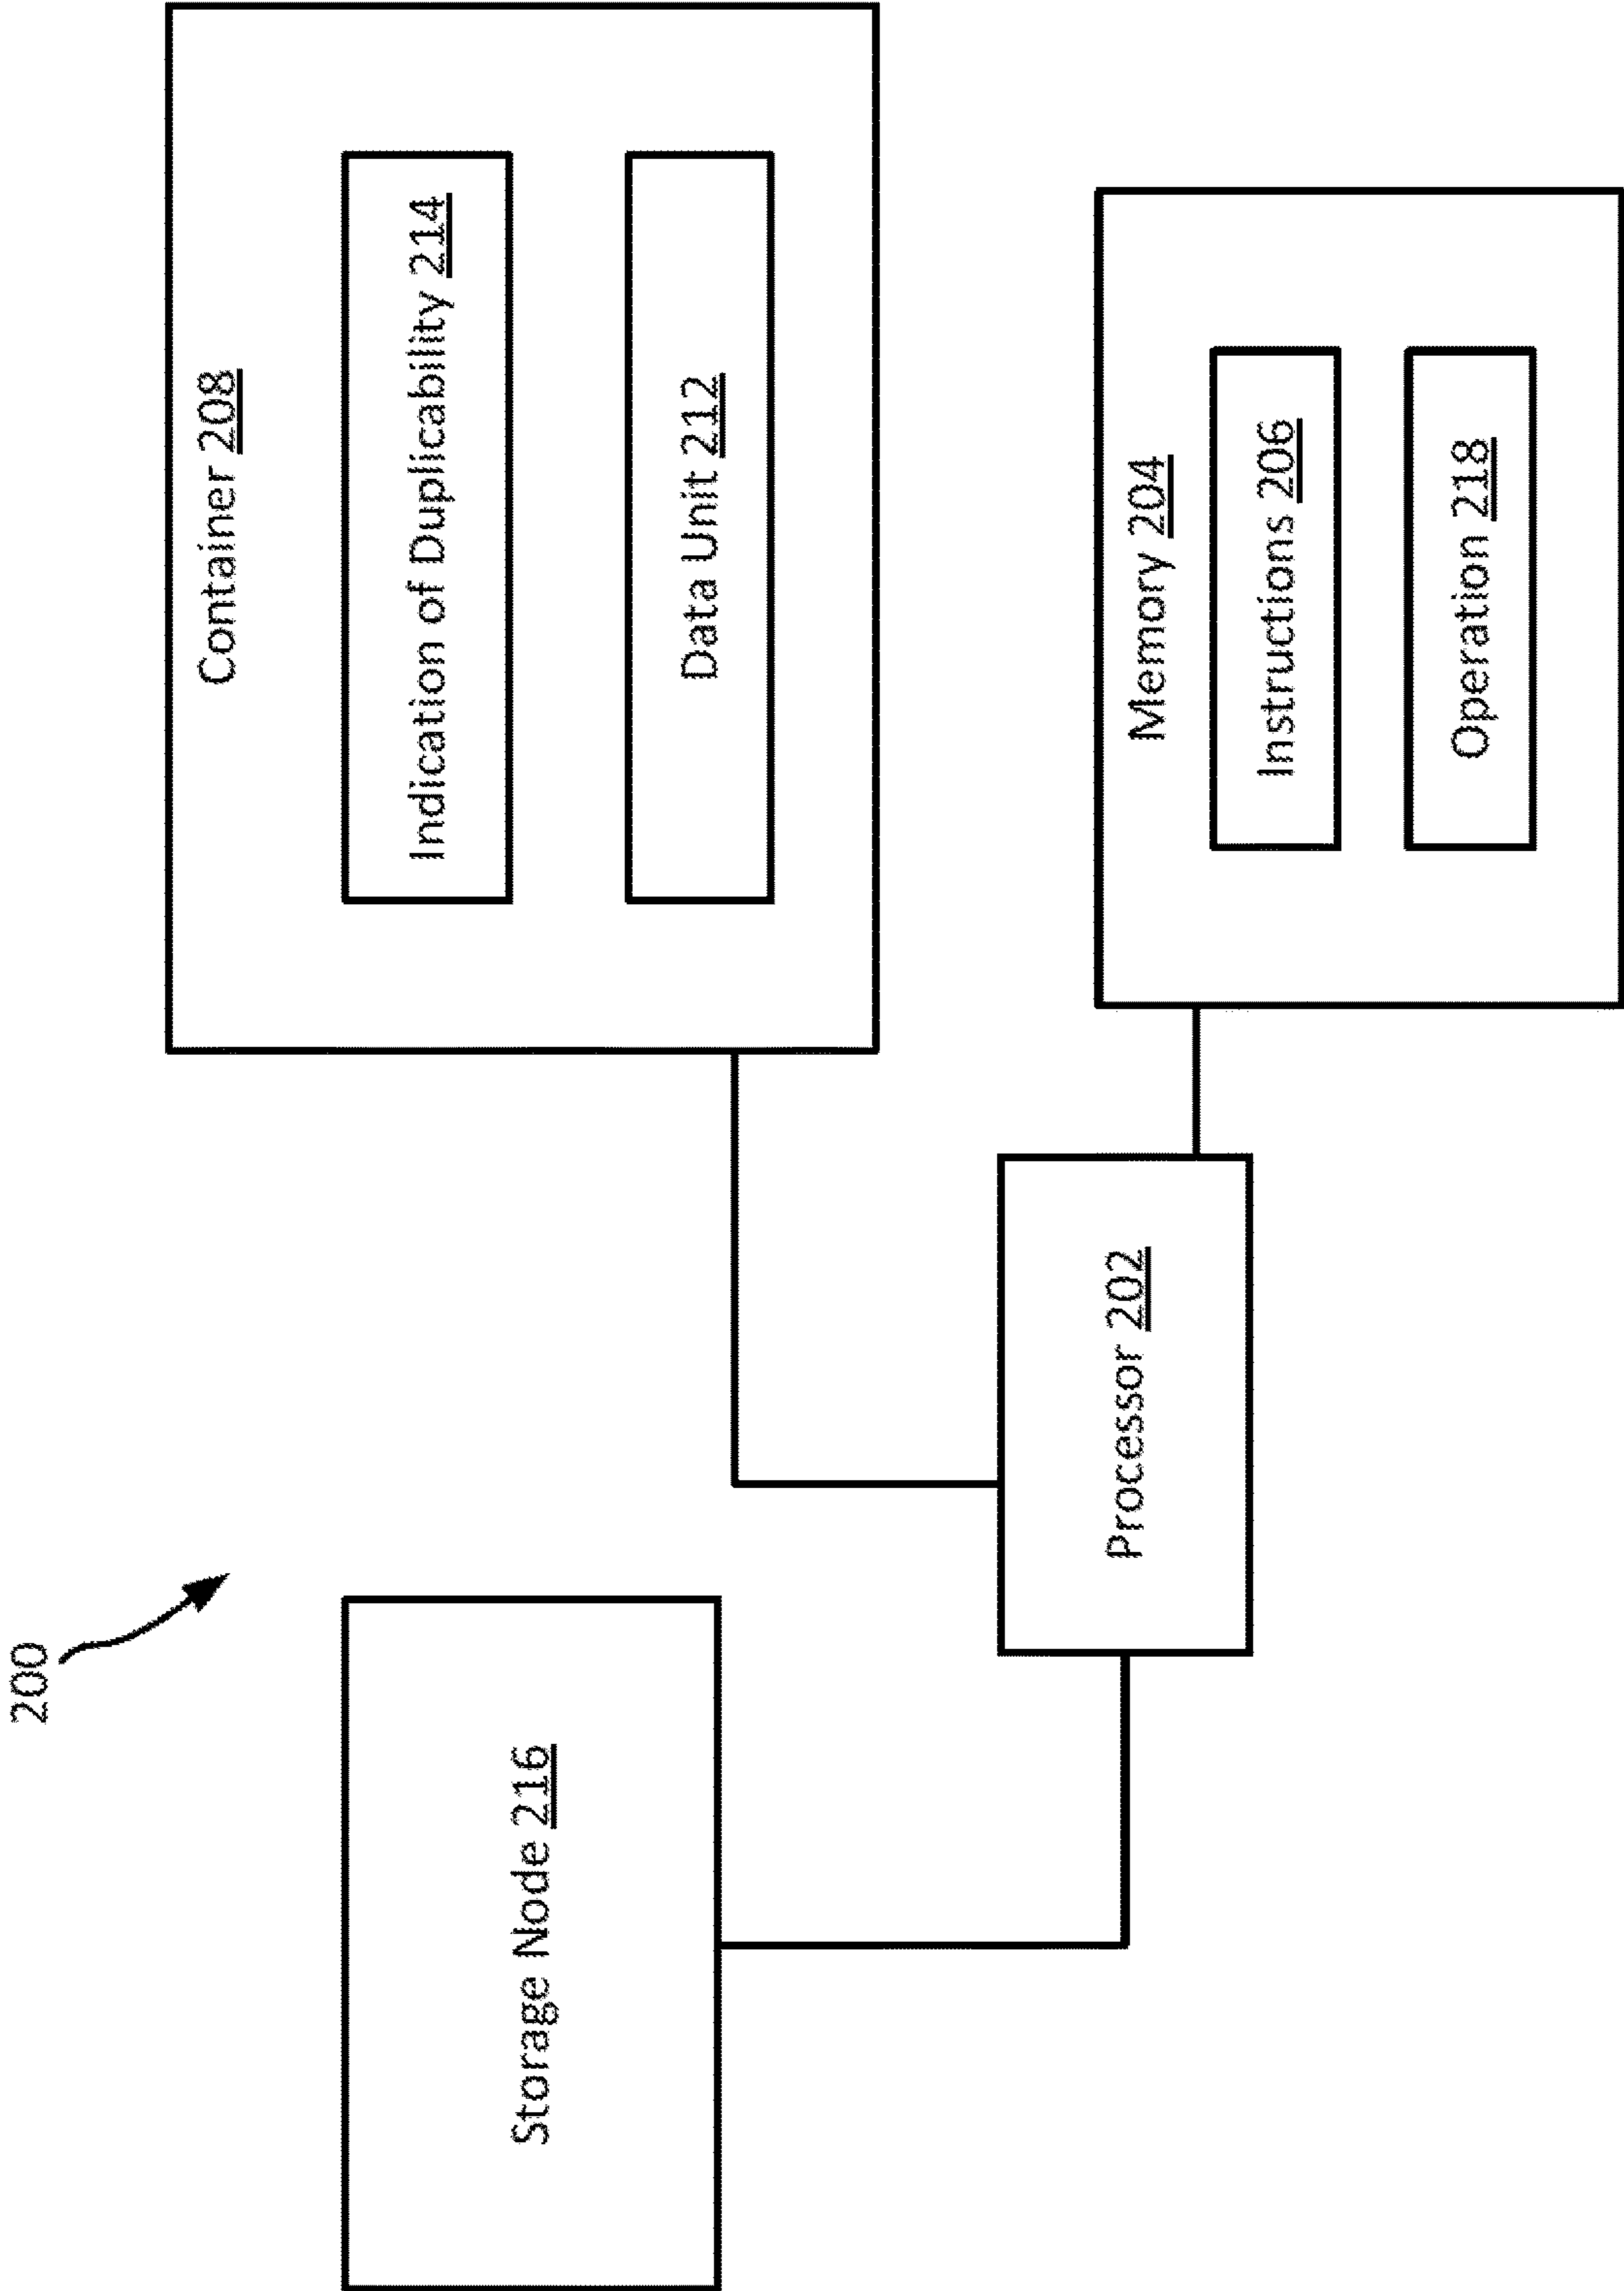 200
Container 208
Indication of Duplicability 214
Storage Node 216
Data Unit 212
Processor 202
Memory 204
Instructions 206
Operation 218